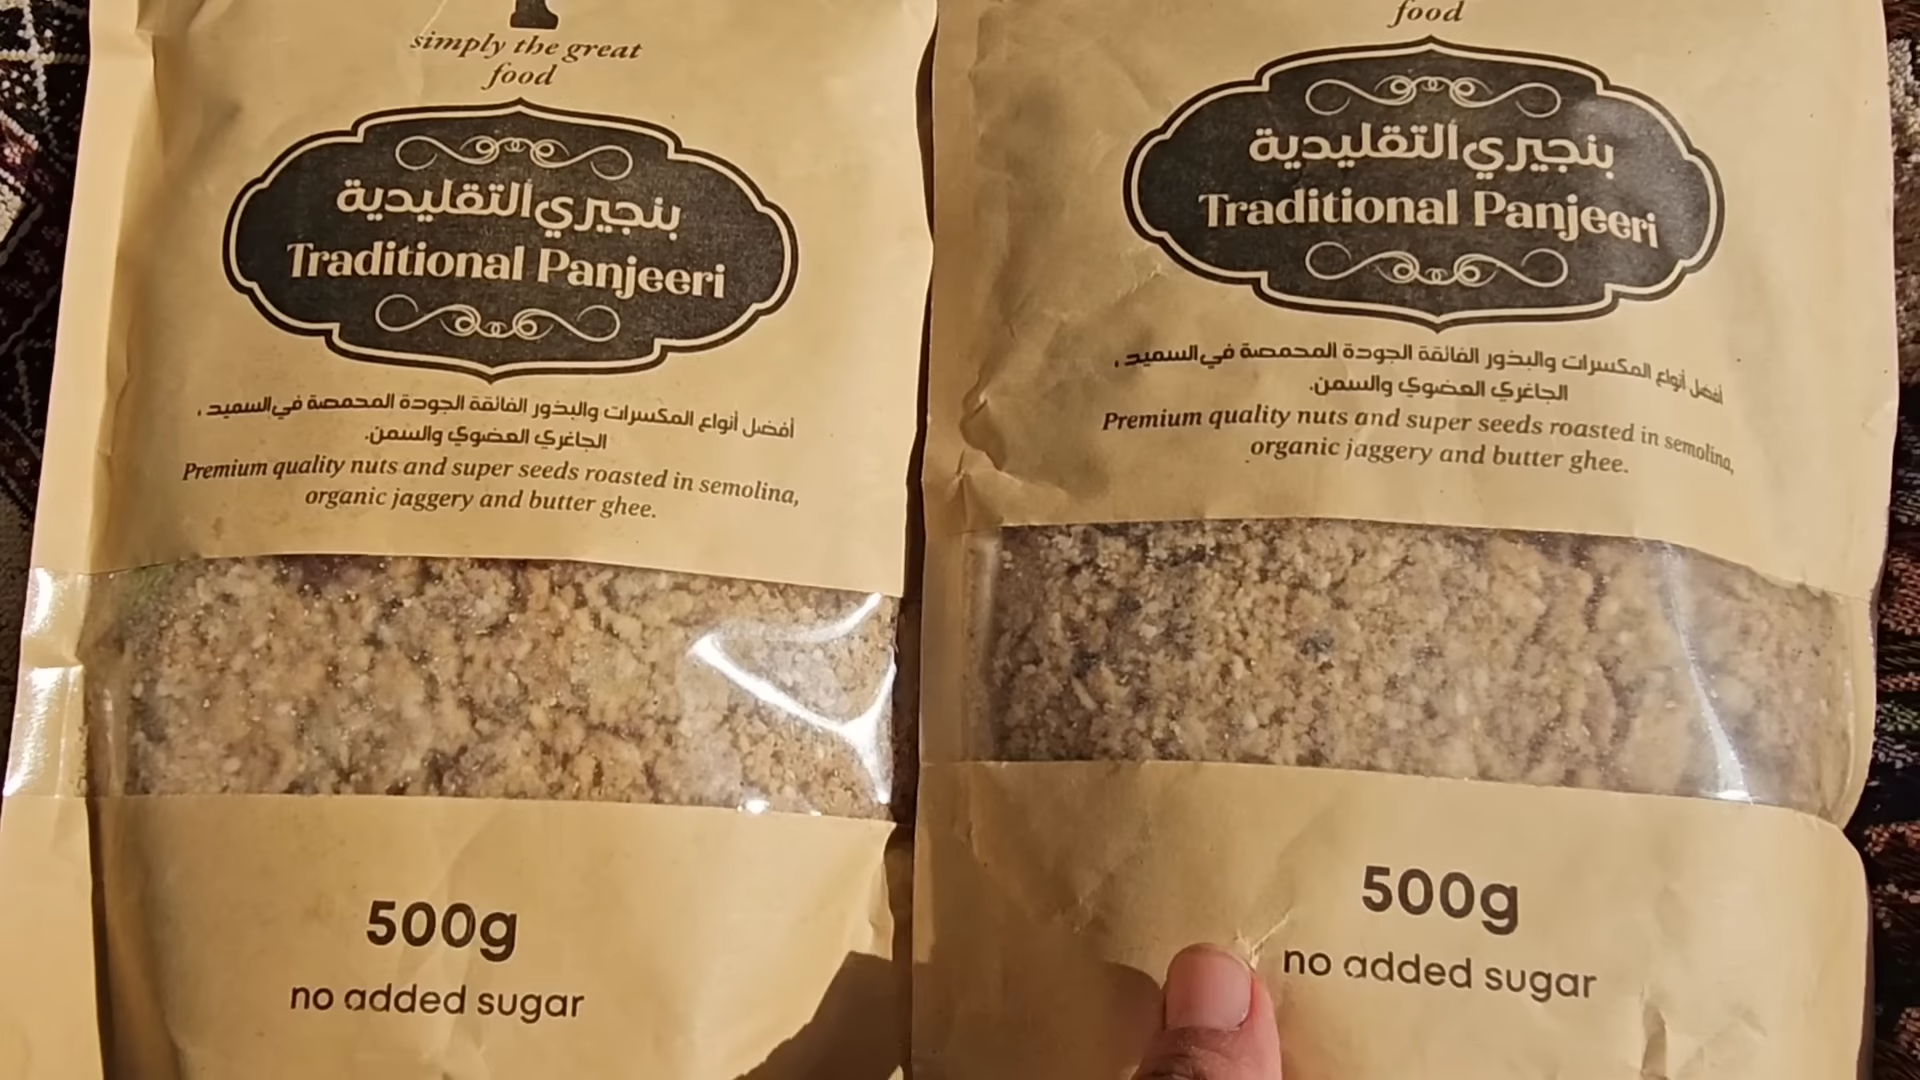 simply the great
food
بنجيري التقليدية
Traditional Panjeeri
أفضل أنواع المكسرات والبذور الفائقة الجودة المحمصة في السميد ،
الجاغري العضوي والسمن.
Premium quality nuts and super seeds roasted in semolina,
organic jaggery and butter ghee.
500g
no added sugar
food
بنجيري التقليدية
Traditional Panjeeri
أفضل أنواع المكسرات والبذور الفائقة الجودة المحمصة في السميد ،
الجاغري العضوي والسمن.
Premium quality nuts and super seeds roasted in semolina,
organic jaggery and butter ghee.
500g
no added sugar